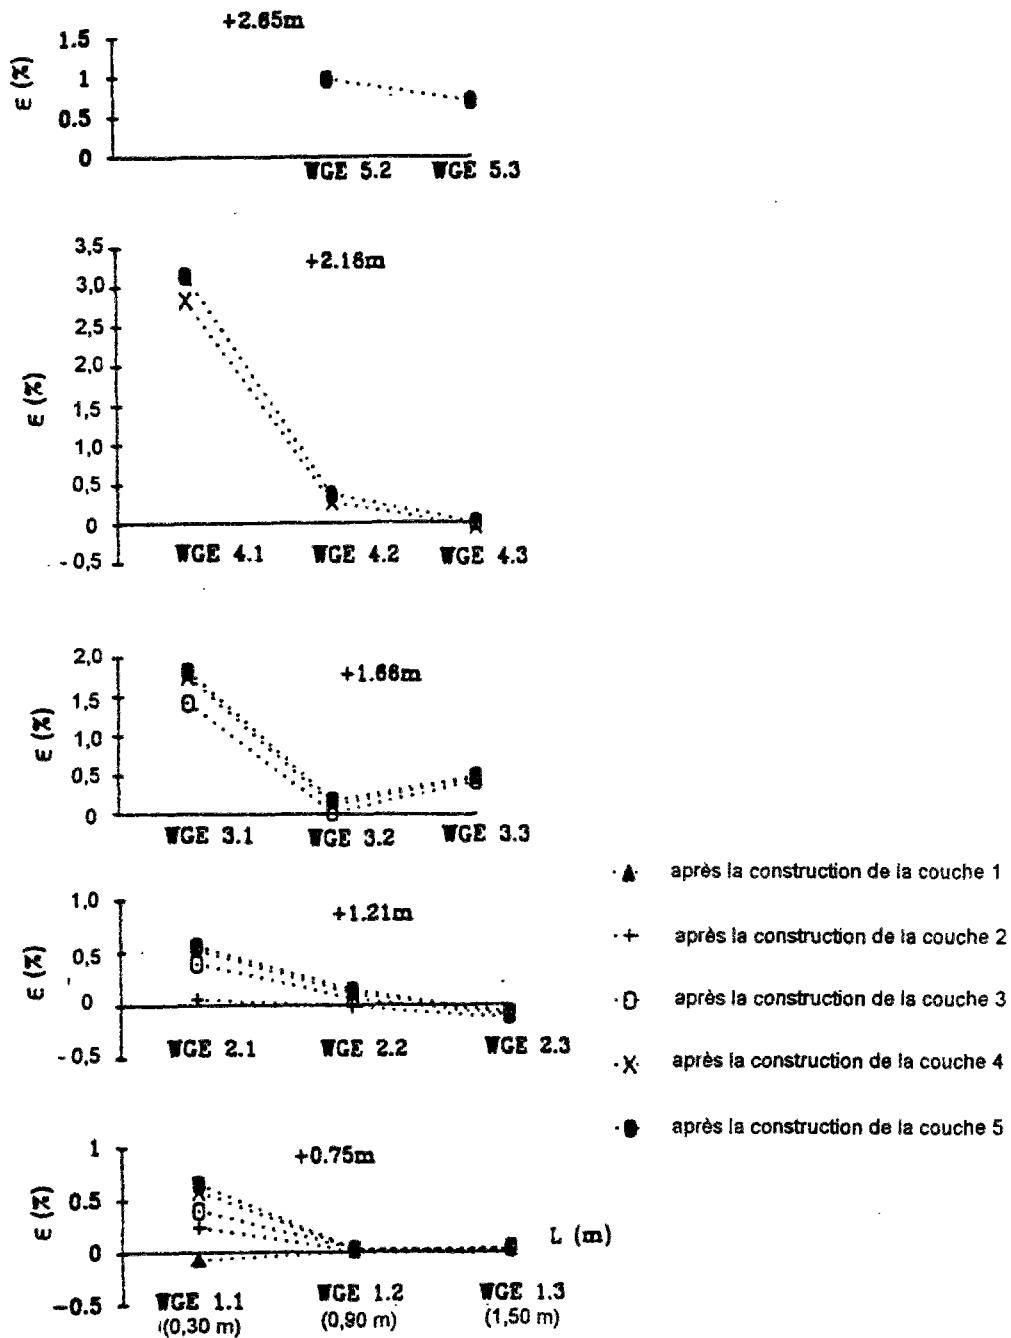 +2.65m
1.5
1
0.5
0
ε (%)
WGE 5.2 WGE 5.3
+2.16m
3,5
3,0
2,5
2,0
1,5
1,0
0,5
0
-0,5
ε (%)
WGE 4.1 WGE 4.2 WGE 4.3
+1.66m
2,0
1,5
1,0
0,5
0
ε (%)
WGE 3.1 WGE 3.2 WGE 3.3
+1.21m
1,0
0,5
0
-0,5
ε (%)
WGE 2.1 WGE 2.2 WGE 2.3
+0.75m
1
0.5
0
-0.5
ε (%)
L (m)
WGE 1.1 WGE 1.2 WGE 1.3
(0,30 m) (0,90 m) (1,50 m)
après la construction de la couche 1
après la construction de la couche 2
après la construction de la couche 3
après la construction de la couche 4
après la construction de la couche 5